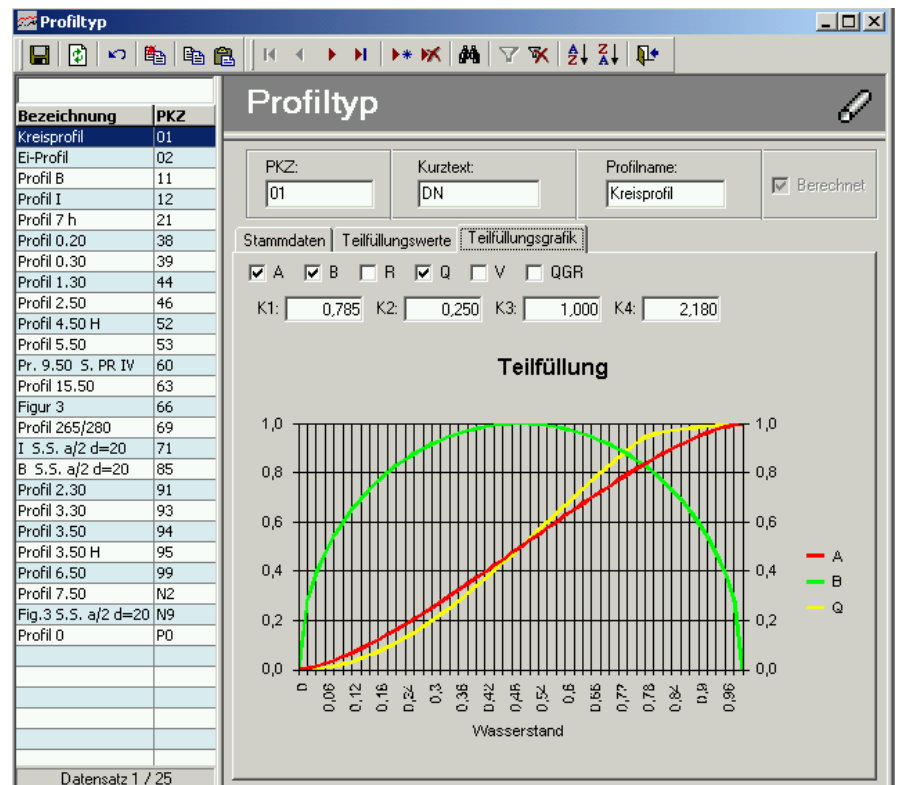 Profiltyp
Bezeichnung PKZ
Kreisprofil 01
Ei-Profil 02
Profil B 11
Profil I 12
Profil 7 h 21
Profil 0.20 38
Profil 0.30 39
Profil 1.30 44
Profil 2.50 46
Profil 4.50 H 52
Profil 5.50 53
Pr. 9.50 S. PR IV 60
Profil 15.50 63
Figur 3 66
Profil 265/280 69
I S.S. a/2 d=20 71
B S.S. a/2 d=20 85
Profil 2.30 91
Profil 3.30 93
Profil 3.50 94
Profil 3.50 H 95
Profil 6.50 99
Profil 7.50 N2
Fig.3 S.S. a/2 d=20 N9
Profil 0 P0
Datensatz 1 / 25
Profiltyp
PKZ: Kurztext: Profilname:
01 DN Kreisprofil Berechnet
Stammdaten Teilfüllungswerte Teilfüllungsgrafik
A B R Q V QGR
K1: 0,785 K2: 0,250 K3: 1,000 K4: 2,180
Teilfüllung
1,0 1,0
0,8 0,8
0,6 0,6
0,4 0,4
0,2 0,2
0,0 0,0
A
B
Q
0 0,06 0,12 0,18 0,24 0,3 0,36 0,42 0,48 0,54 0,6 0,66 0,72 0,78 0,84 0,9 0,96
Wasserstand